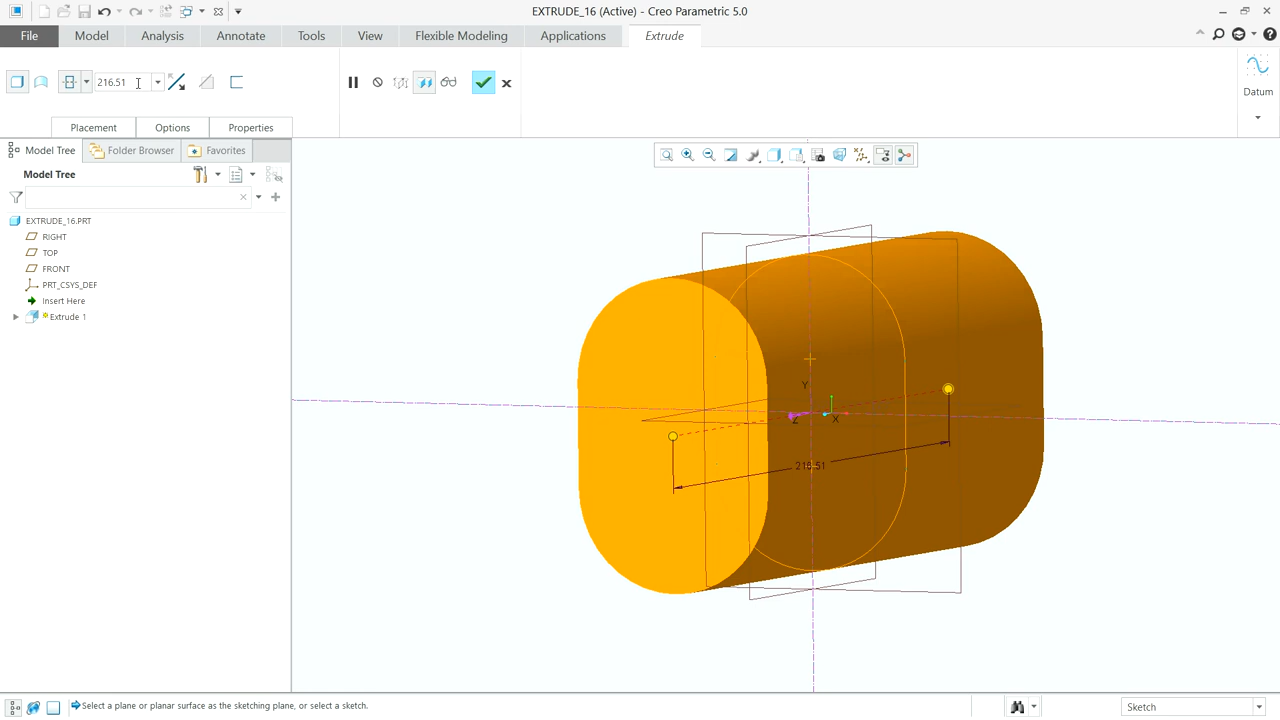 EXTRUDE_16 (Active) - Creo Parametric 5.0
File Model Analysis Annotate Tools View Flexible Modeling Applications Extrude
216.51
Datum
Placement Options Properties
Model Tree Folder Browser Favorites
Model Tree
EXTRUDE_16.PRT
RIGHT
TOP
FRONT
PRT_CSYS_DEF
Insert Here
Extrude 1
Y
Z X
216.51
Select a plane or planar surface as the sketching plane, or select a sketch.
Sketch